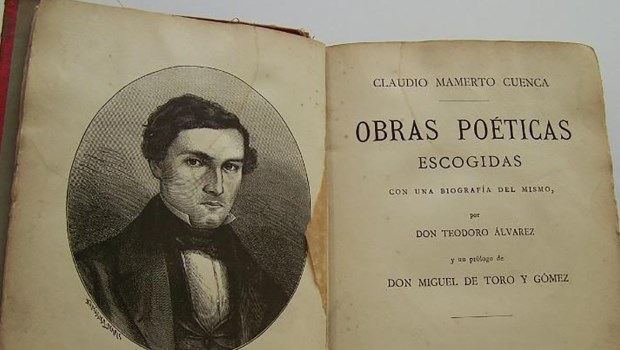 CLAUDIO MAMERTO CUENCA
OBRAS POÉTICAS
ESCOGIDAS
CON UNA BIOGRAFÍA DEL MISMO,
por
DON TEODORO ÁLVAREZ
y un prólogo de
DON MIGUEL DE TORO Y GÓMEZ